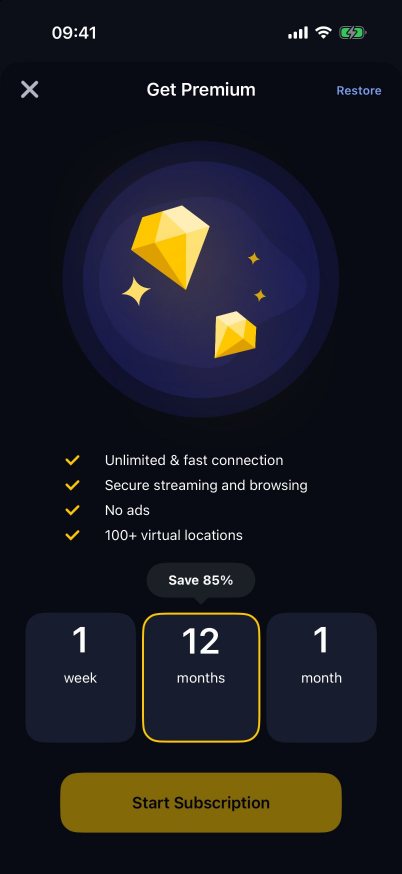 09:41
Get Premium
Restore
Unlimited & fast connection
Secure streaming and browsing
No ads
100+ virtual locations
Save 85%
1
week
12
months
1
month
Start Subscription